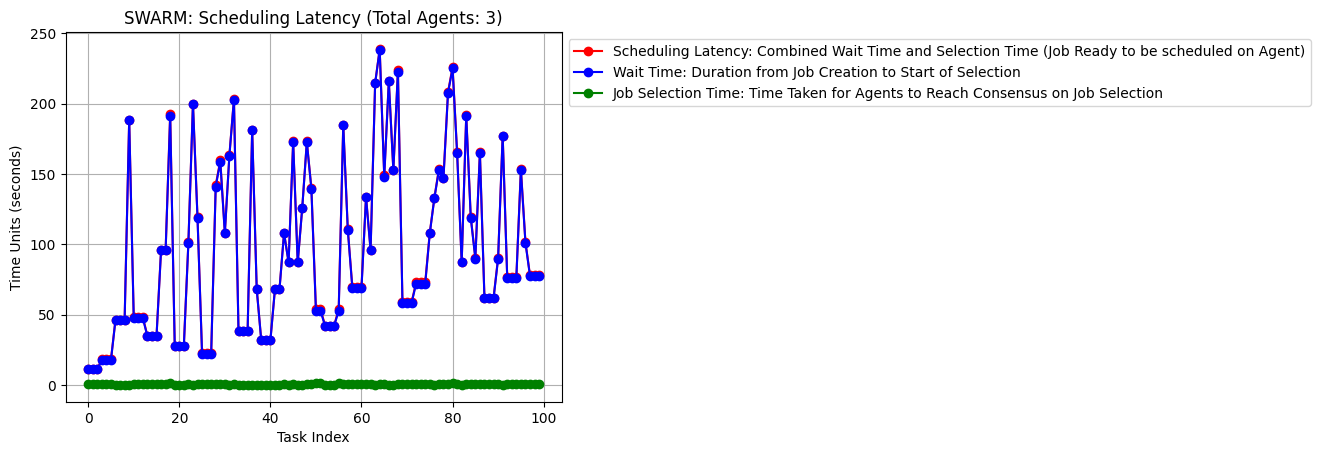 SWARM: Scheduling Latency (Total Agents: 3)
Scheduling Latency: Combined Wait Time and Selection Time (Job Ready to be scheduled on Agent)
Wait Time: Duration from Job Creation to Start of Selection
Job Selection Time: Time Taken for Agents to Reach Consensus on Job Selection
Time Units (seconds)
250
200
150
100
50
0
0 20 40 60 80 100
Task Index